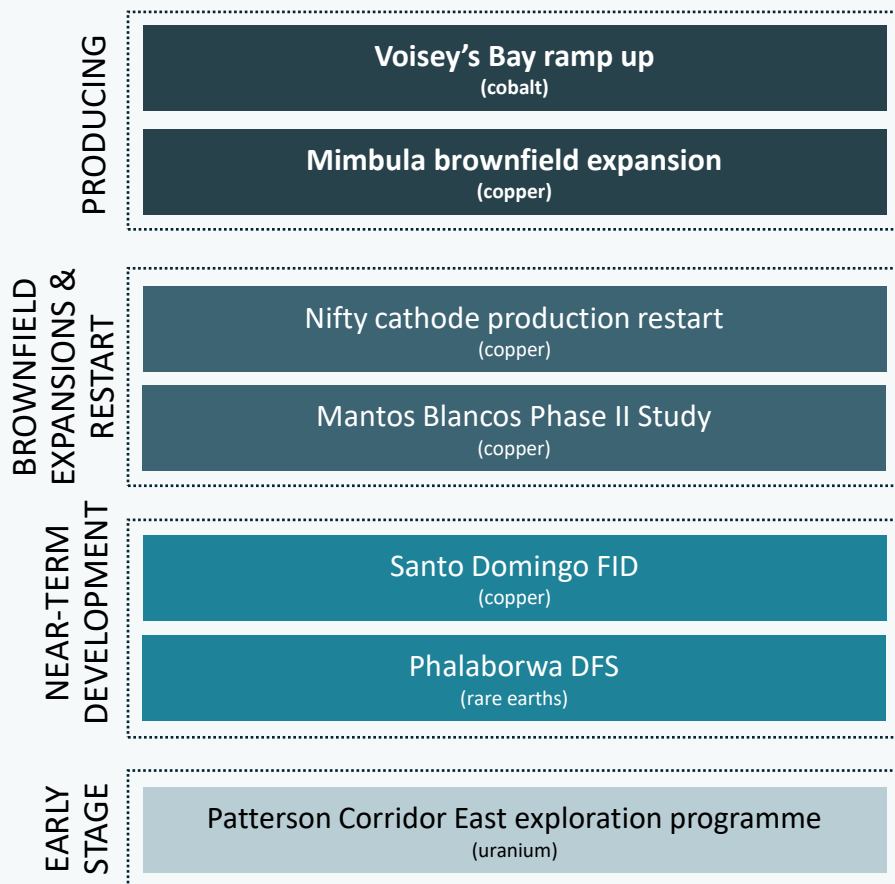 PRODUCING
Voisey’s Bay ramp up
(cobalt)
Mimbula brownfield expansion
(copper)
BROWNFIELD
EXPANSIONS &
RESTART
Nifty cathode production restart
(copper)
Mantos Blancos Phase II Study
(copper)
NEAR-TERM
DEVELOPMENT
Santo Domingo FID
(copper)
Phalaborwa DFS
(rare earths)
EARLY
STAGE
Patterson Corridor East exploration programme
(uranium)